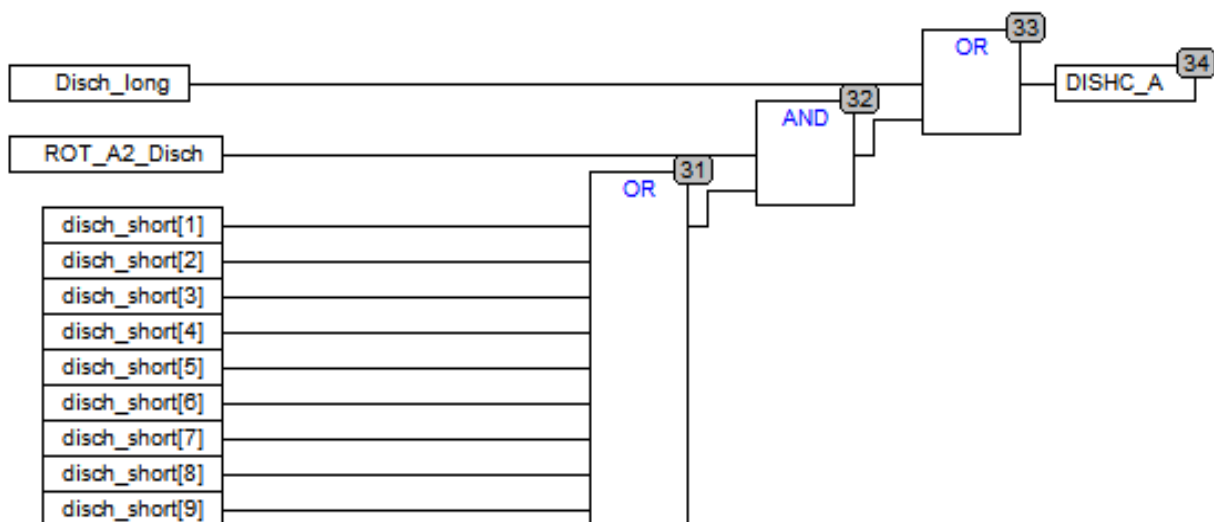 33
OR
34
Disch_long
DISHC_A
32
AND
ROT_A2_Disch
31
OR
disch_short[1]
disch_short[2]
disch_short[3]
disch_short[4]
disch_short[5]
disch_short[6]
disch_short[7]
disch_short[8]
disch_short[9]